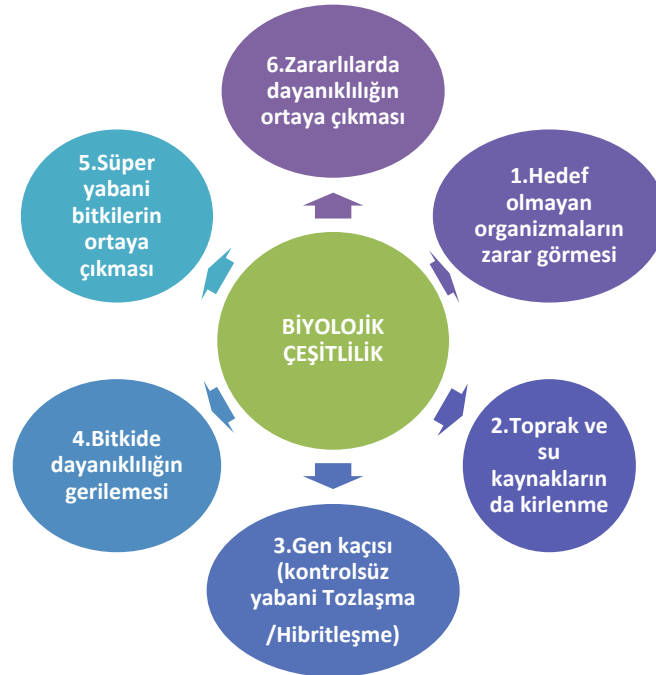 6.Zararlılarda
dayanıklılığın
ortaya çıkması
1.Hedef
olmayan
organizmaların
zarar görmesi
2.Toprak ve
su
kaynakların
da kirlenme
3.Gen kaçısı
(kontrolsüz
yabani Tozlaşma
/Hibritleşme)
4.Bitkide
dayanıklılığın
gerilemesi
5.Süper
yabani
bitkilerin
ortaya
çıkması
BİYOLOJİK
ÇEŞİTLİLİK